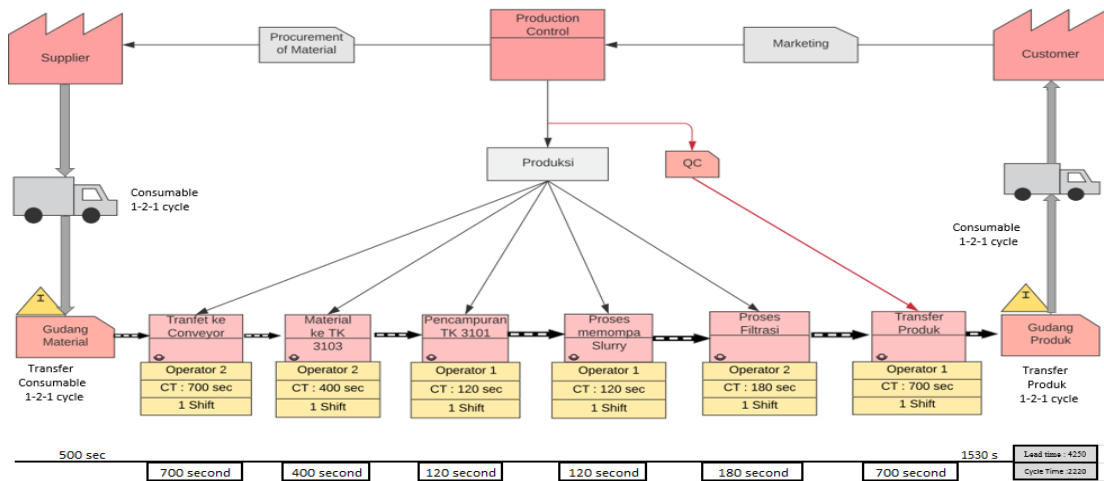 Supplier
Procurement
of Material
Production
Control
Marketing
Customer
Produksi
QC
Consumable
1-2-1 cycle
Consumable
1-2-1 cycle
I
Gudang
Material
Transfer
Consumable
1-2-1 cycle
Tranfet ke
Conveyor
Operator 2
CT : 700 sec
1 Shift
Material
ke TK
3103
Operator 2
CT : 400 sec
1 Shift
Pencampuran
TK 3101
Operator 1
CT : 120 sec
1 Shift
Proses
memompa
Slurry
Operator 1
CT : 120 sec
1 Shift
Proses
Filtrasi
Operator 2
CT : 180 sec
1 Shift
Transfer
Produk
Operator 1
CT : 700 sec
1 Shift
I
Gudang
Produk
Transfer
Produk
1-2-1 cycle
500 sec
700 second
400 second
120 second
120 second
180 second
700 second
1530 s
Lead time : 4250
Cycle Time :2220